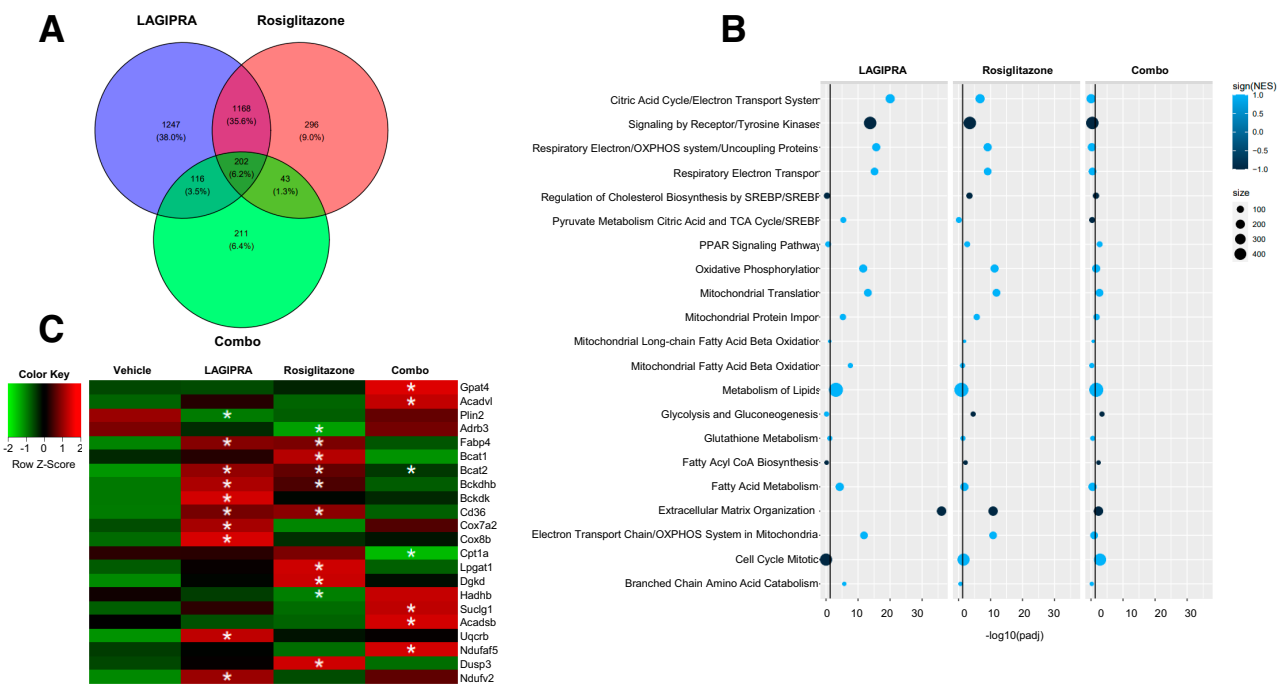 A
LAGIPRA
Rosiglitazone
1247
(38.0%)
1168
(35.6%)
296
(9.0%)
202
(6.2%)
116
(3.5%)
43
(1.3%)
211
(6.4%)
Combo
B
LAGIPRA
Rosiglitazone
Combo
Citric Acid Cycle/Electron Transport System
Signaling by Receptor/Tyrosine Kinases
Respiratory Electron/OXPHOS system/Uncoupling Proteins
Respiratory Electron Transpor
Regulation of Cholesterol Biosynthesis by SREBP/SREBF
Pyruvate Metabolism Citric Acid and TCA Cycle/SREBF
PPAR Signaling Pathway
Oxidative Phosphorylation
Mitochondrial Translation
Mitochondrial Protein Impor
Mitochondrial Long-chain Fatty Acid Beta Oxidation
Mitochondrial Fatty Acid Beta Oxidation
Metabolism of Lipids
Glycolysis and Gluconeogenesis
Glutathione Metabolism
Fatty Acyl CoA Biosynthesis
Fatty Acid Metabolism
Extracellular Matrix Organization
Electron Transport Chain/OXPHOS System in Mitochondria
Cell Cycle Mitotic
Branched Chain Amino Acid Catabolism
0 10 20 30 0 10 20 30 0 10 20 30
-log10(padj)
sign(NES)
1.0
0.5
0.0
−0.5
−1.0
size
100
200
300
400
C
Color Key
-2 -1 0 1 2
Row Z-Score
Vehicle LAGIPRA Rosiglitazone Combo
* Gpat4
* Acadvl
* Plin2
* Adrb3
* * Fabp4
* Bcat1
* * * Bcat2
* * Bckdhb
* Bckdk
* * Cd36
* Cox7a2
* Cox8b
* Cpt1a
* Lpgat1
* Dgkd
* Hadhb
* Suclg1
* Acadsb
* Uqcrb
* Ndufaf5
* Dusp3
* Ndufv2